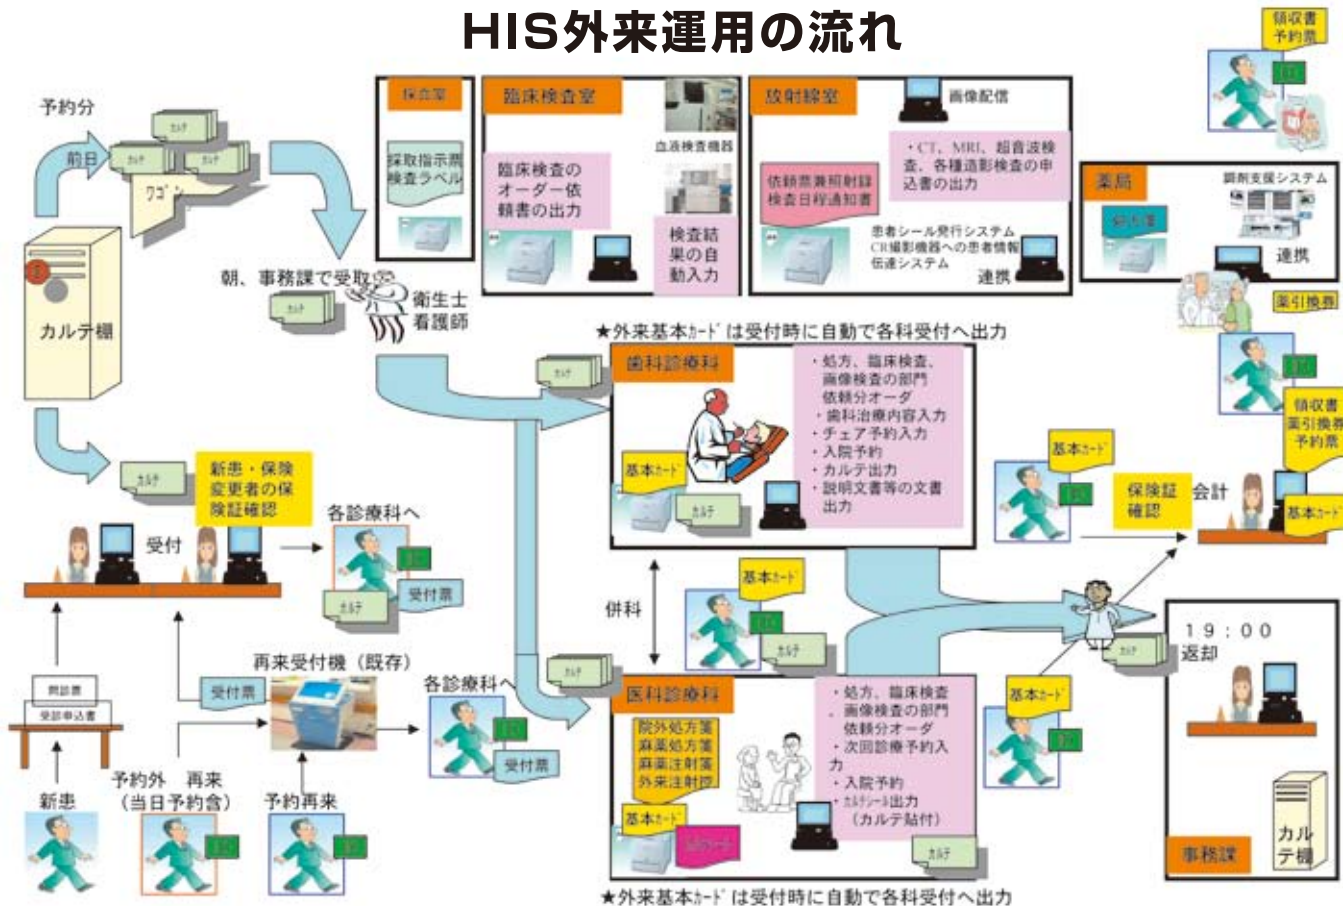 HIS外来運用の流れ
予約分
前日
カルテ
カルテ
カルテ
ワゴン
カルテ棚
朝、事務課で受取
カルテ
衛生士
看護師
採血室
採取指示票
検査ラベル
臨床検査室
血液検査機器
臨床検査の
オーダー依
頼書の出力
検査結
果の自
動入力
放射線室
画像配信
・CT、MRI、超音波検
査、各種造影検査の申
込書の出力
依頼票兼照射録
検査日程通知書
患者シール発行システム
CR撮影機器への患者情報
伝達システム
連携
領収書
予約票
薬局
調剤支援システム
連携
薬引換券
領収書
薬引換券
予約票
★外来基本カードは受付時に自動で各科受付へ出力
カルテ
歯科診療科
・処方、臨床検査、
画像検査の部門
依頼分オーダ
・歯科治療内容入力
・チェア予約入力
・入院予約
・カルテ出力
・説明文書等の文書
出力
基本カード
カルテ
カルテ
新患・保険
変更者の保
険証確認
受付
各診療科へ
カルテ
受付票
基本カード
保険証
確認
会計
基本カード
併科
基本カード
カルテ
再来受付機（既存）
受付票
各診療科へ
受付票
問診票
受診申込書
新患
予約外　再来
（当日予約含）
予約再来
カルテ
医科診療科
院外処方箋
麻薬処方箋
麻薬注射箋
外来注射控
基本カード
・処方、臨床検査
、画像検査の部門
依頼分オーダ
・次回診療予約入
力
・入院予約
・カルテシール出力
（カルテ貼付）
カルテ
基本カード
カルテ
19：00
返却
事務課
カル
テ棚
★外来基本カードは受付時に自動で各科受付へ出力